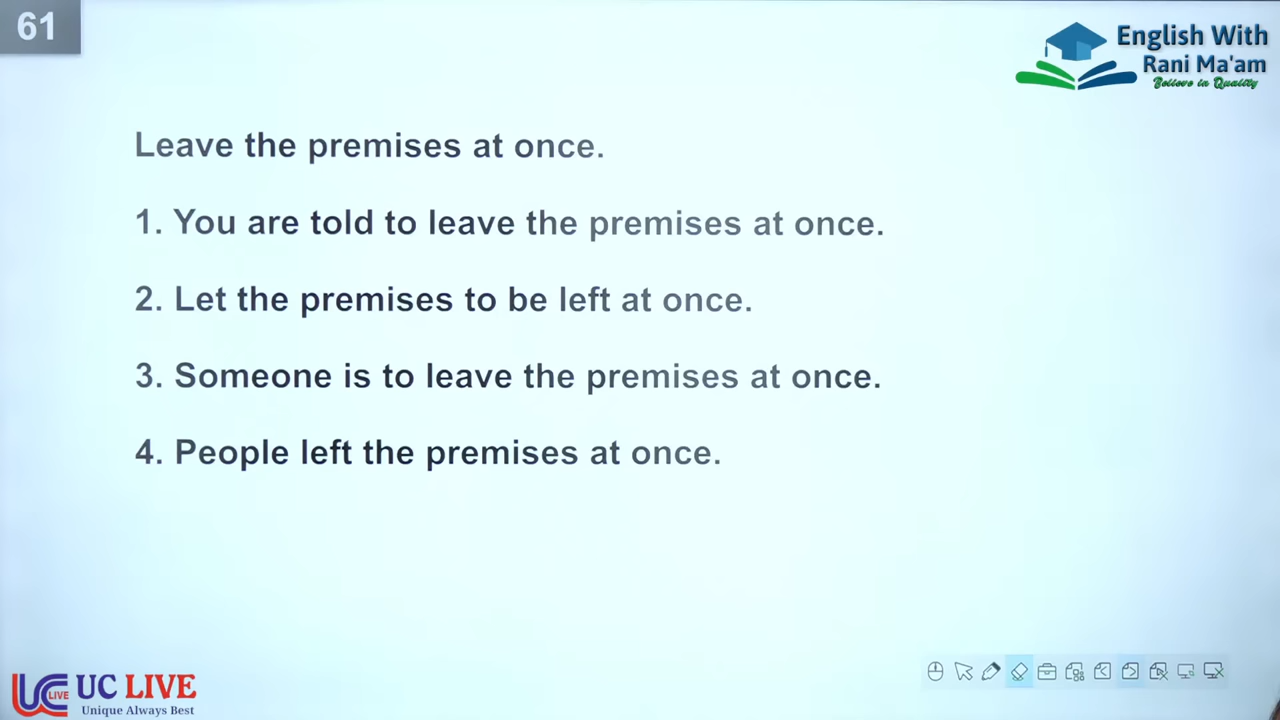 61
English With
Rani Ma'am
Believe in Quality
Leave the premises at once.
1. You are told to leave the premises at once.
2. Let the premises to be left at once.
3. Someone is to leave the premises at once.
4. People left the premises at once.
UC LIVE
LIVE
Unique Always Best